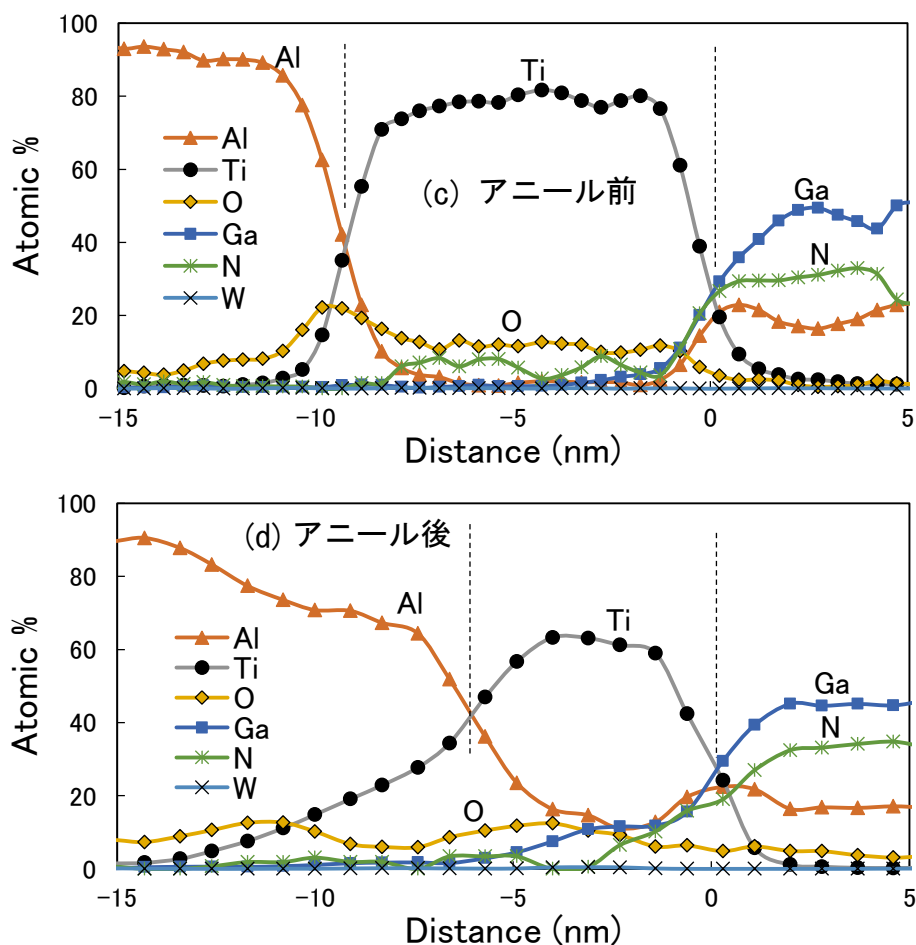 100
80
60
40
20
0
Atomic %
Al
Ti
Al
Ti
O
Ga
N
W
(c) アニール前
O
Ga
N
-15
-10
-5
0
5
Distance (nm)
100
80
60
40
20
0
Atomic %
(d) アニール後
Al
Ti
Al
Ti
O
Ga
N
W
O
Ga
N
-15
-10
-5
0
5
Distance (nm)